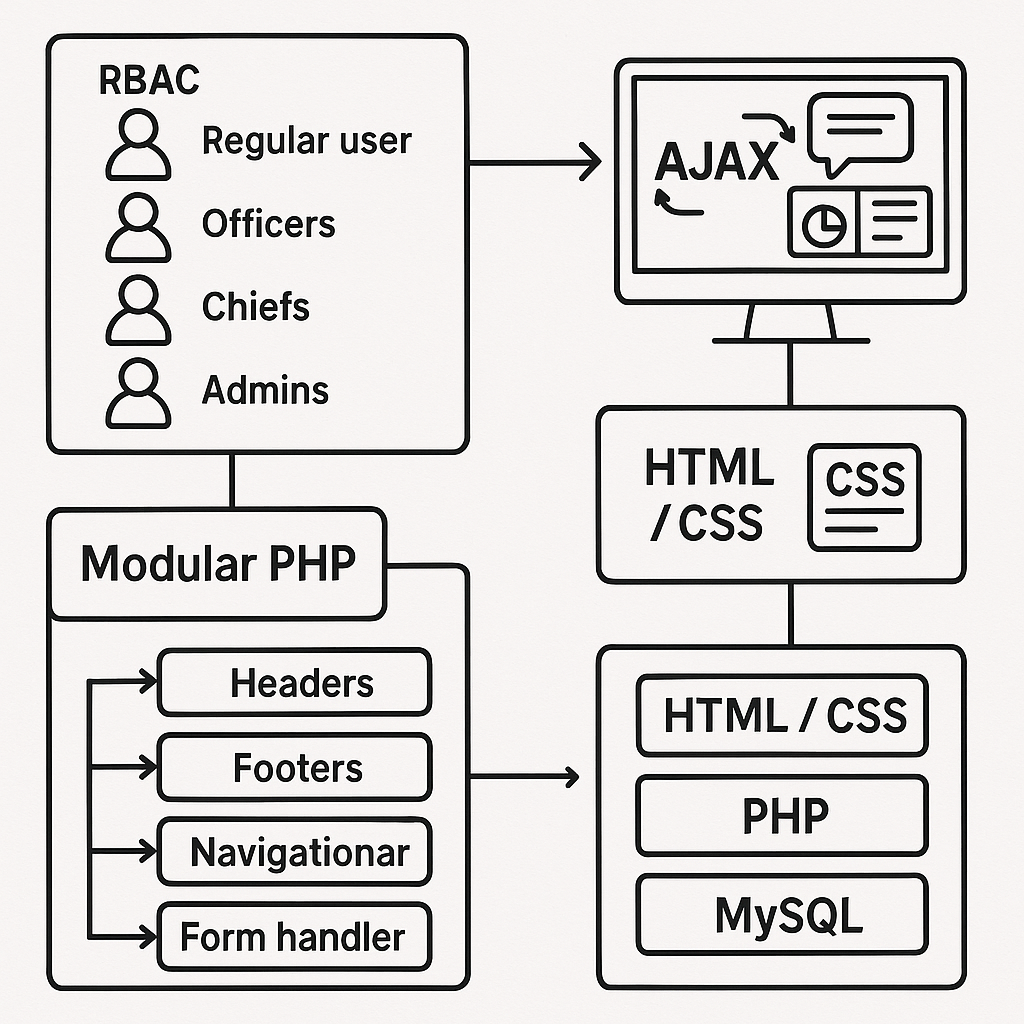 RBAC
Regular user
Officers
Chiefs
Admins
Modular PHP
Headers
Footers
Navigationar
Form handler
AJAX
HTML
/ CSS
CSS
HTML / CSS
PHP
MySQL